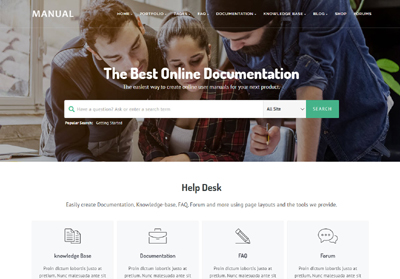 MANUAL
HOME PORTFOLIO PAGES FAQ DOCUMENTATION KNOWLEDGE BASE BLOG SHOP FORUMS
The Best Online Documentation
The easiest way to create online user manuals for your next product.
Have a question? Ask or enter a search term. All Site SEARCH
Popular Search: Getting Started
Help Desk
Easily create Documentation, Knowledge-base, FAQ, Forum and more using page layouts and the tools we provide.
knowledge Base Documentation FAQ Forum
Proin dictum lobortis justo at Proin dictum lobortis justo at Proin dictum lobortis justo at Proin dictum lobortis justo at
pretium. Nunc malesuada ante sit pretium. Nunc malesuada ante sit pretium. Nunc malesuada ante sit pretium. Nunc malesuada ante sit